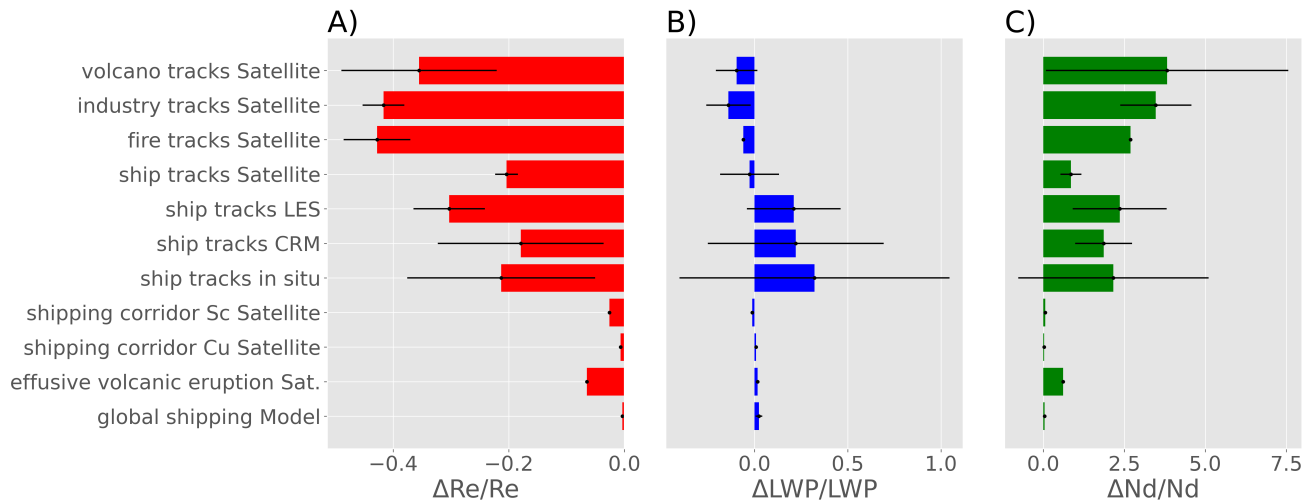 A)
B)
C)
volcano tracks Satellite
industry tracks Satellite
fire tracks Satellite
ship tracks Satellite
ship tracks LES
ship tracks CRM
ship tracks in situ
shipping corridor Sc Satellite
shipping corridor Cu Satellite
effusive volcanic eruption Sat.
global shipping Model
−0.4 −0.2 0.0
ΔRe/Re
0.0 0.5 1.0
ΔLWP/LWP
0.0 2.5 5.0 7.5
ΔNd/Nd